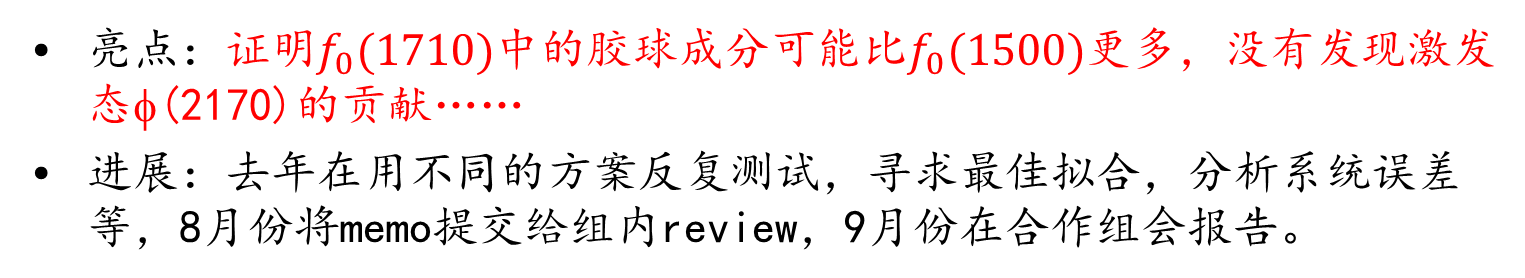 • 亮点：证明f₀(1710)中的胶球成分可能比f₀(1500)更多，没有发现激发
态ϕ(2170)的贡献……
• 进展：去年在用不同的方案反复测试，寻求最佳拟合，分析系统误差
等，8月份将memo提交给组内review，9月份在合作组会报告。